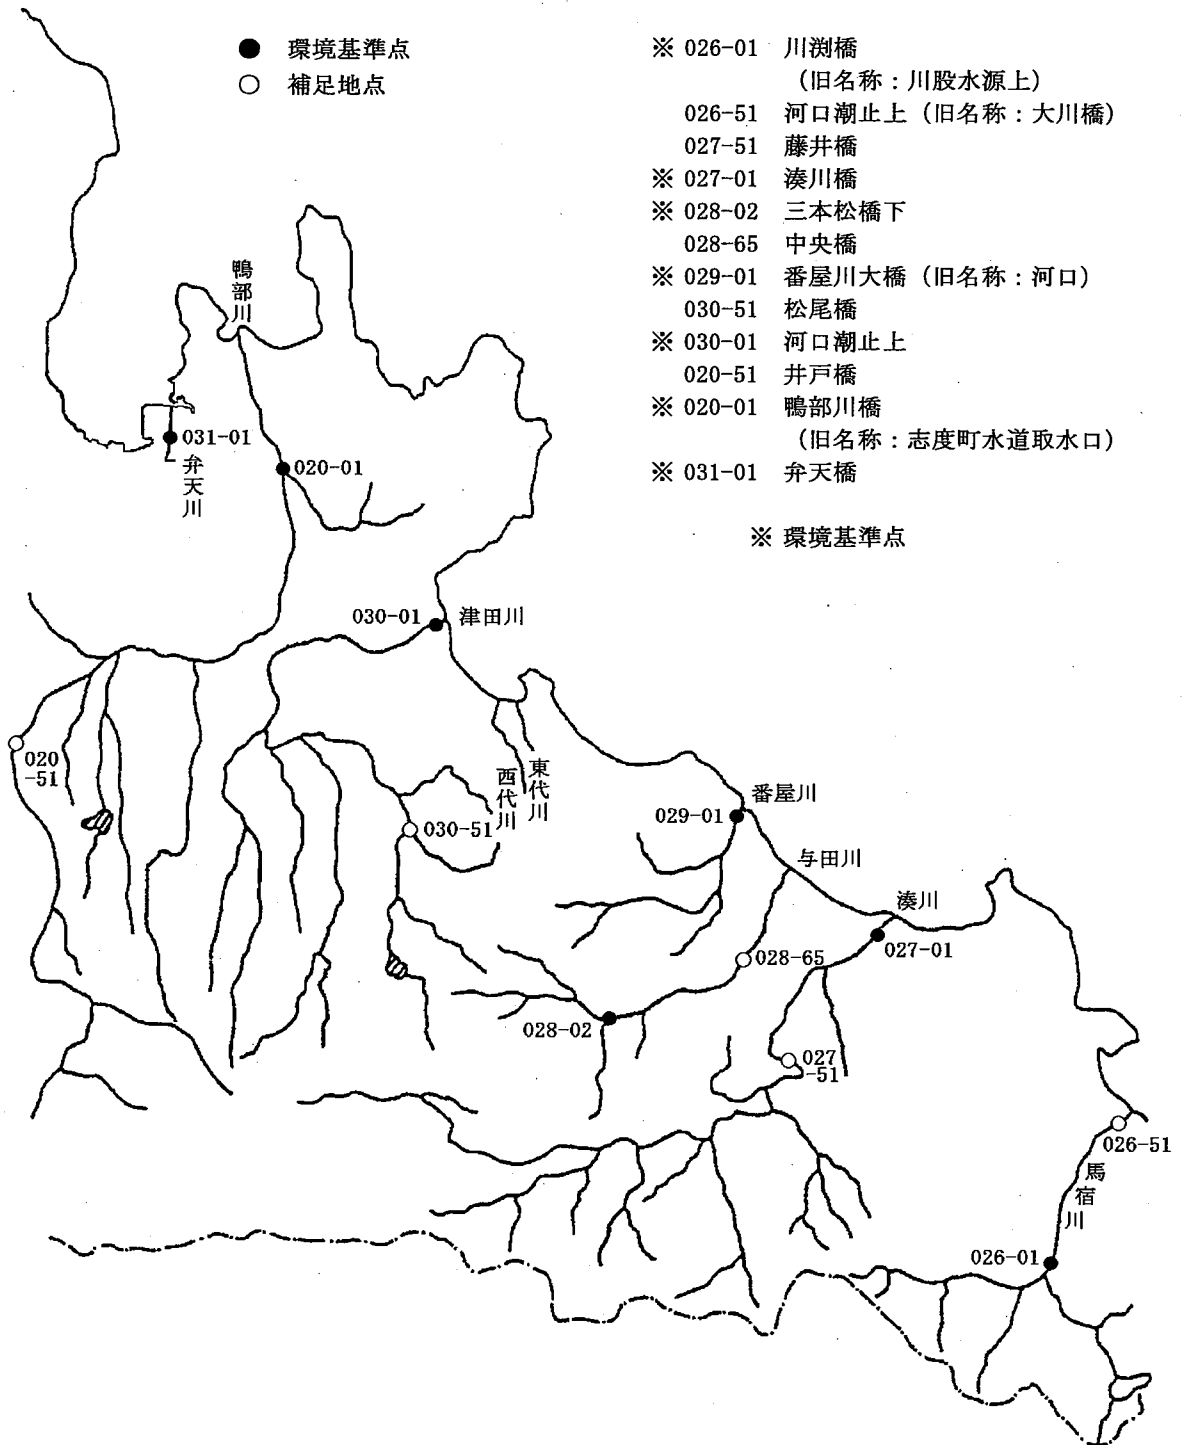 ● 環境基準点
○ 補足地点
※ 026-01 川渕橋
（旧名称：川股水源上）
026-51 河口潮止上（旧名称：大川橋）
027-51 藤井橋
※ 027-01 湊川橋
※ 028-02 三本松橋下
028-65 中央橋
※ 029-01 番屋川大橋（旧名称：河口）
030-51 松尾橋
※ 030-01 河口潮止上
020-51 井戸橋
※ 020-01 鴨部川橋
（旧名称：志度町水道取水口）
※ 031-01 弁天橋
※ 環境基準点
鴨部川
031-01
弁天川
020-01
030-01
津田川
020
-51
西代川
東代川
030-51
番屋川
029-01
与田川
湊川
027-01
028-65
028-02
027
-51
026-51
馬宿川
026-01